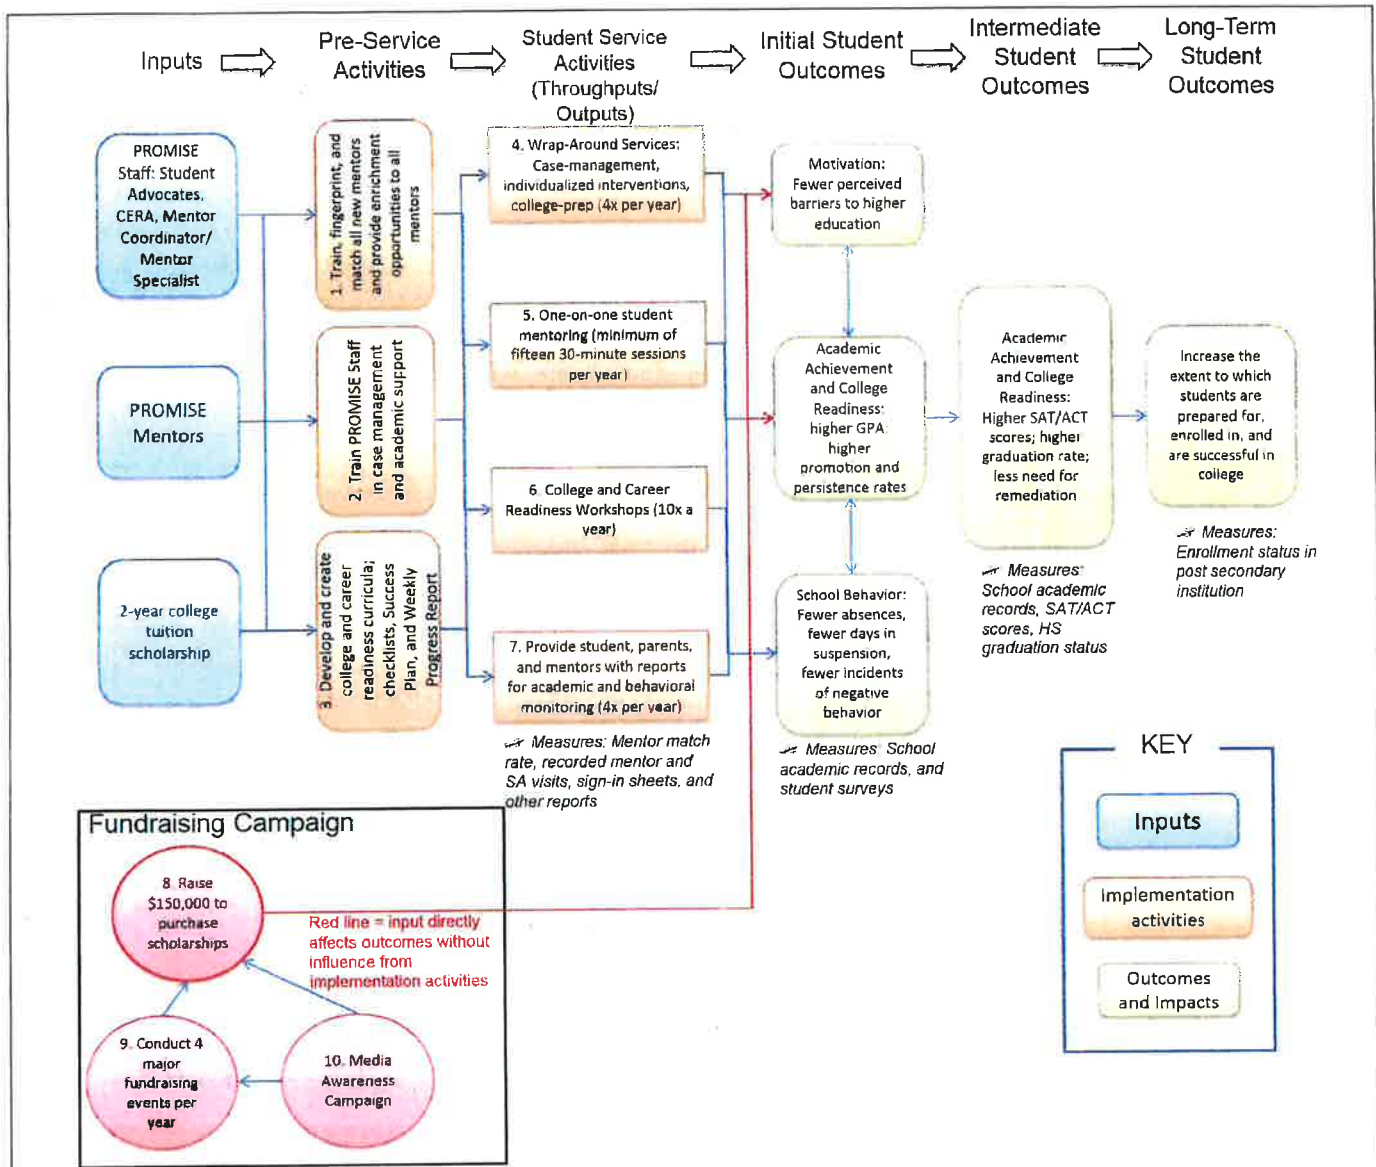 Inputs
Pre-Service
Activities
Student Service
Activities
(Throughputs/
Outputs)
Initial Student
Outcomes
Intermediate
Student
Outcomes
Long-Term
Student
Outcomes
PROMISE
Staff: Student
Advocates,
CERA, Mentor
Coordinator/
Mentor
Specialist
PROMISE
Mentors
2-year college
tuition
scholarship
1. Train, fingerprint, and
match all new mentors
and provide enrichment
opportunities to all
mentors
2. Train PROMISE Staff
in case management
and academic support
3. Develop and create
college and career
readiness curricula;
checklists, Success
Plan, and Weekly
Progress Report
4. Wrap-Around Services:
Case-management,
individualized interventions,
college-prep (4x per year)
5. One-on-one student
mentoring (minimum of
fifteen 30-minute sessions
per year)
6. College and Career
Readiness Workshops (10x a
year)
7. Provide student, parents,
and mentors with reports
for academic and behavioral
monitoring (4x per year)
Measures: Mentor match
rate, recorded mentor and
SA visits, sign-in sheets, and
other reports
Motivation:
Fewer perceived
barriers to higher
education
Academic
Achievement
and College
Readiness:
higher GPA:
higher
promotion and
persistence rates
School Behavior:
Fewer absences,
fewer days in
suspension,
fewer incidents
of negative
behavior
Measures: School
academic records, and
student surveys
Academic
Achievement
and College
Readiness:
Higher SAT/ACT
scores; higher
graduation rate;
less need for
remediation
Measures:
School academic
records, SAT/ACT
scores, HS
graduation status
Increase the
extent to which
students are
prepared for,
enrolled in, and
are successful in
college
Measures:
Enrollment status in
post secondary
institution
Fundraising Campaign
8. Raise
$150,000 to
purchase
scholarships
Red line = input directly
affects outcomes without
influence from
implementation activities
9. Conduct 4
major
fundraising
events per
year
10. Media
Awareness
Campaign
KEY
Inputs
Implementation
activities
Outcomes
and Impacts